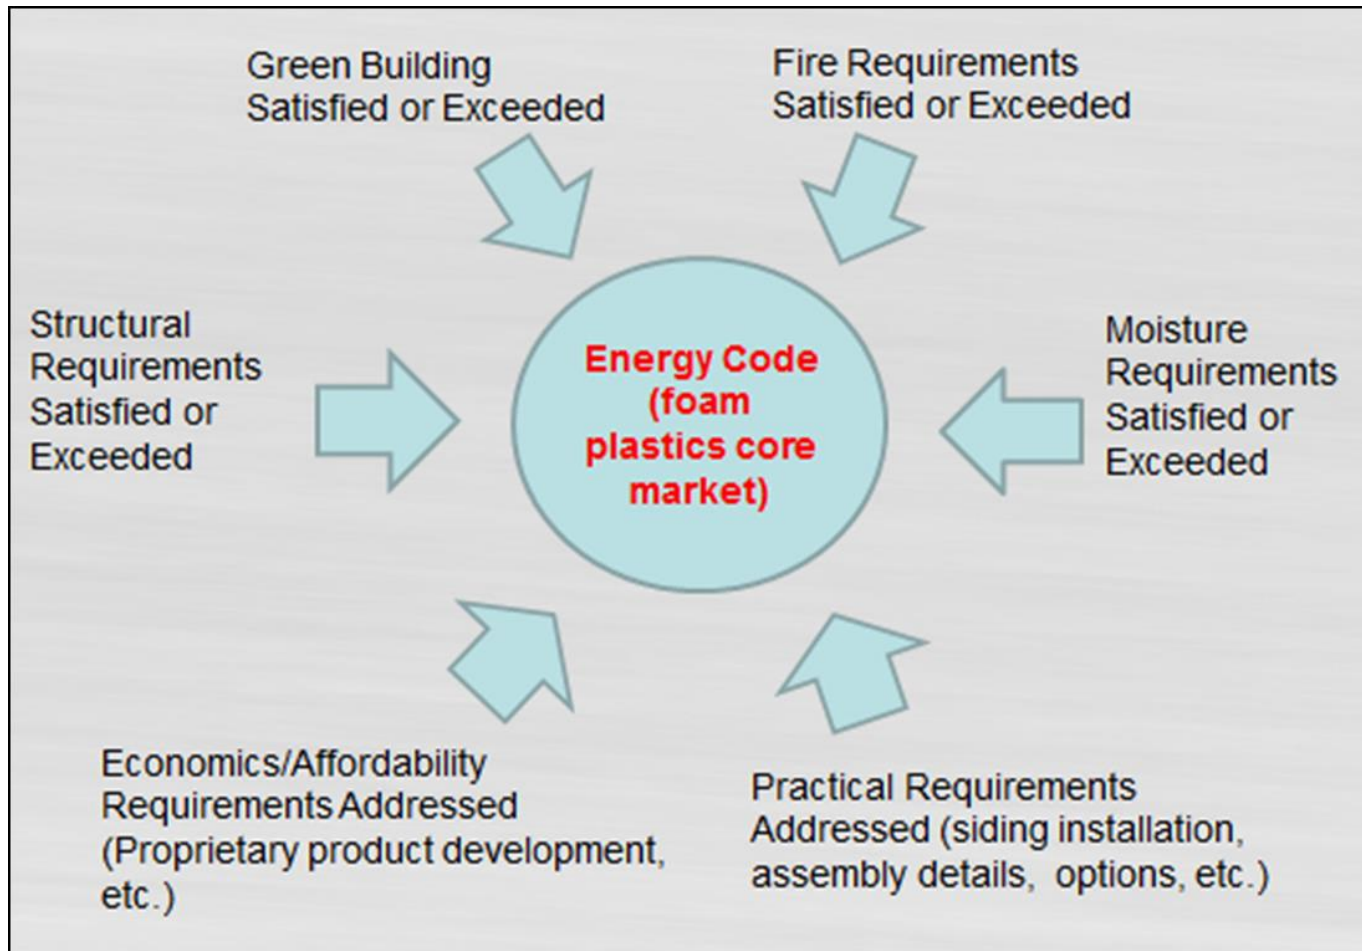 Green Building
Satisfied or Exceeded
Fire Requirements
Satisfied or Exceeded
Structural
Requirements
Satisfied or
Exceeded
Energy Code
(foam
plastics core
market)
Moisture
Requirements
Satisfied or
Exceeded
Economics/Affordability
Requirements Addressed
(Proprietary product development,
etc.)
Practical Requirements
Addressed (siding installation,
assembly details, options, etc.)